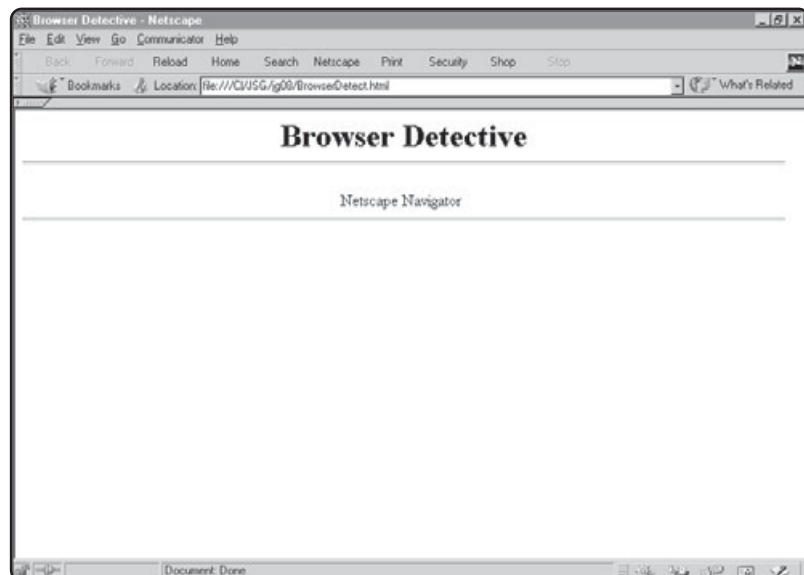 Browser Detective - Netscape
File Edit View Go Communicator Help
Back Forward Reload Home Search Netscape Print Security Shop Stop
Bookmarks Location: file:///C|/JSG/jg08/BrowserDetect.html What's Related
Browser Detective
Netscape Navigator
Document: Done